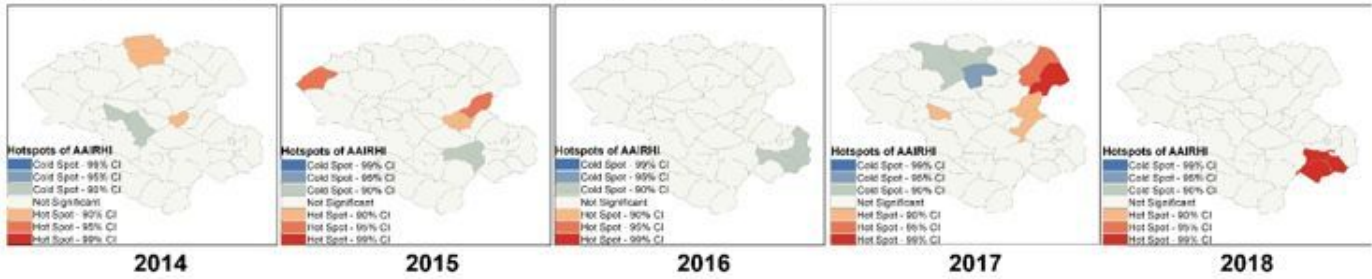 Hotspots of AAIRHI
Cold Spot - 99% CI
Cold Spot - 95% CI
Cold Spot - 90% CI
Not Significant
Hot Spot - 90% CI
Hot Spot - 95% CI
Hot Spot - 99% CI
2014
Hotspots of AAIRHI
Cold Spot - 99% CI
Cold Spot - 95% CI
Cold Spot - 90% CI
Not Significant
Hot Spot - 90% CI
Hot Spot - 95% CI
Hot Spot - 99% CI
2015
Hotspots of AAIRHI
Cold Spot - 99% CI
Cold Spot - 95% CI
Cold Spot - 90% CI
Not Significant
Hot Spot - 90% CI
Hot Spot - 95% CI
Hot Spot - 99% CI
2016
Hotspots of AAIRHI
Cold Spot - 99% CI
Cold Spot - 95% CI
Cold Spot - 90% CI
Not Significant
Hot Spot - 90% CI
Hot Spot - 95% CI
Hot Spot - 99% CI
2017
Hotspots of AAIRHI
Cold Spot - 99% CI
Cold Spot - 95% CI
Cold Spot - 90% CI
Not Significant
Hot Spot - 90% CI
Hot Spot - 95% CI
Hot Spot - 99% CI
2018